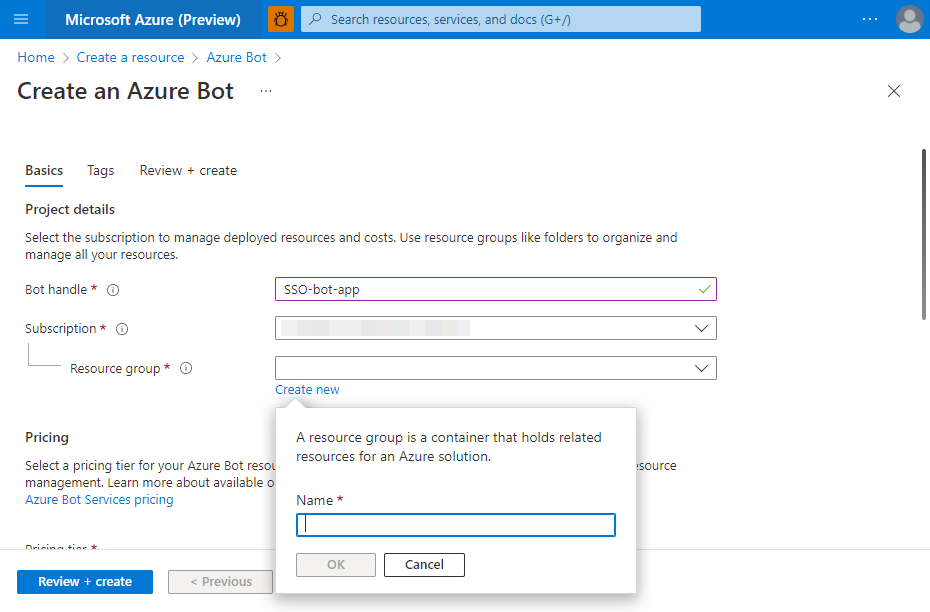 Microsoft Azure (Preview)
Search resources, services, and docs (G+/)
Home > Create a resource > Azure Bot >
Create an Azure Bot ...
Basics Tags Review + create
Project details
Select the subscription to manage deployed resources and costs. Use resource groups like folders to organize and
manage all your resources.
Bot handle *
SSO-bot-app
Subscription *
Resource group *
Create new
A resource group is a container that holds related
resources for an Azure solution.
Name *
OK Cancel
Pricing
Select a pricing tier for your Azure Bot
management. Learn more about available
Azure Bot Services pricing
Pricing tier *
Review + create < Previous